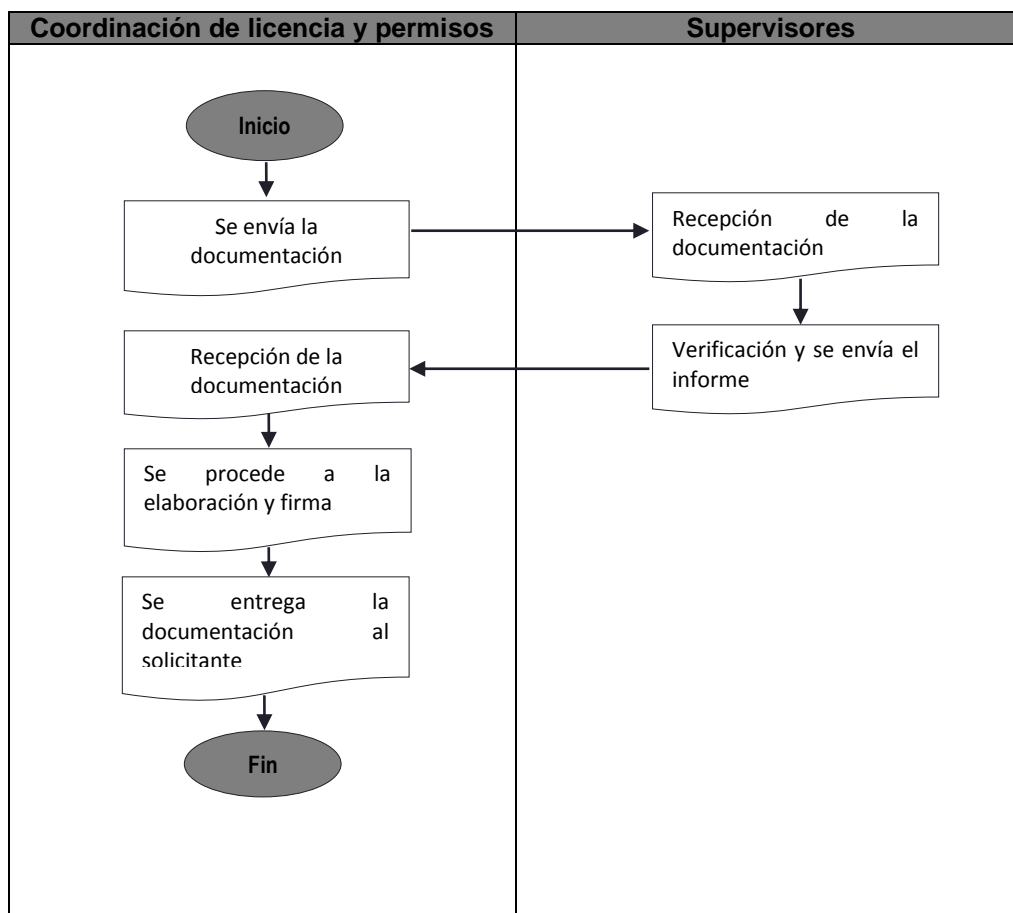 Coordinación de licencia y permisos
Supervisores
Inicio
Se envía la
documentación
Recepción de la
documentación
Verificación y se envía el
informe
Recepción de la
documentación
Se procede a la
elaboración y firma
Se entrega la
documentación al
solicitante
Fin